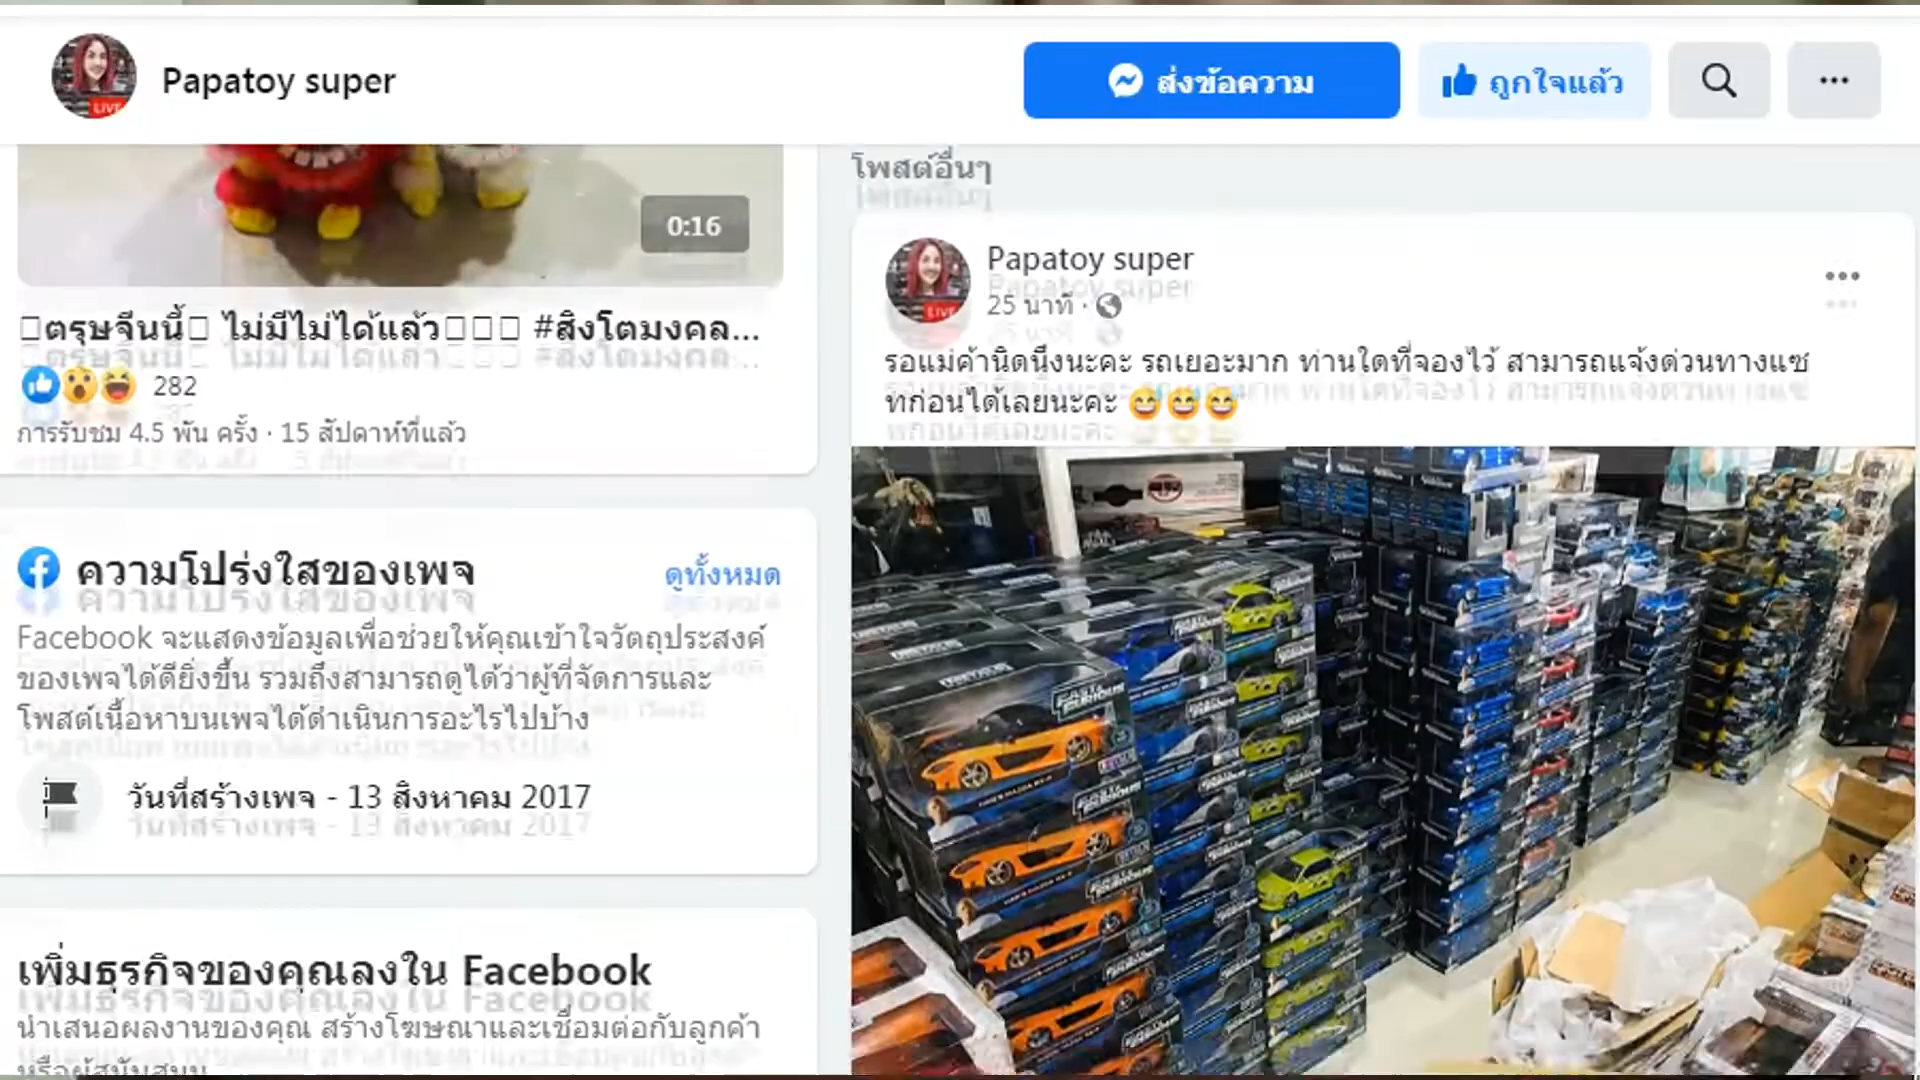 Papatoy super
ส่งข้อความ
ถูกใจแล้ว
LIVE
0:16
ตรุษจีนนี้ ไม่มีไม่ได้แล้ว #สิงโตมงคล...
282
การรับชม 4.5 พัน ครั้ง · 15 สัปดาห์ที่แล้ว
ความโปร่งใสของเพจ
ดูทั้งหมด
Facebook จะแสดงข้อมูลเพื่อช่วยให้คุณเข้าใจวัตถุประสงค์
ของเพจได้ดียิ่งขึ้น รวมถึงสามารถดูได้ว่าผู้ที่จัดการและ
โพสต์เนื้อหาบนเพจได้ดำเนินการอะไรไปบ้าง
วันที่สร้างเพจ - 13 สิงหาคม 2017
เพิ่มธุรกิจของคุณลงใน Facebook
นำเสนอผลงานของคุณ สร้างโฆษณาและเชื่อมต่อกับลูกค้า
หรือผู้สนับสนุน
โพสต์อื่นๆ
Papatoy super
25 นาที ·
LIVE
รอแม่ค้านิดนึงนะคะ รถเยอะมาก ท่านใดที่จองไว้ สามารถแจ้งด่วนทางแช
ทก่อนได้เลยนะคะ 😅😅😅